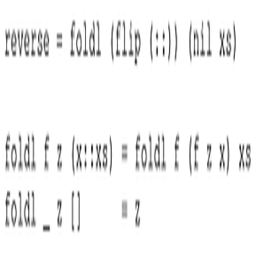 reverse = foldl (flip (::)) (nil xs)
foldl f z (x::xs) = foldl f (f z x) xs
foldl _ z [] = z